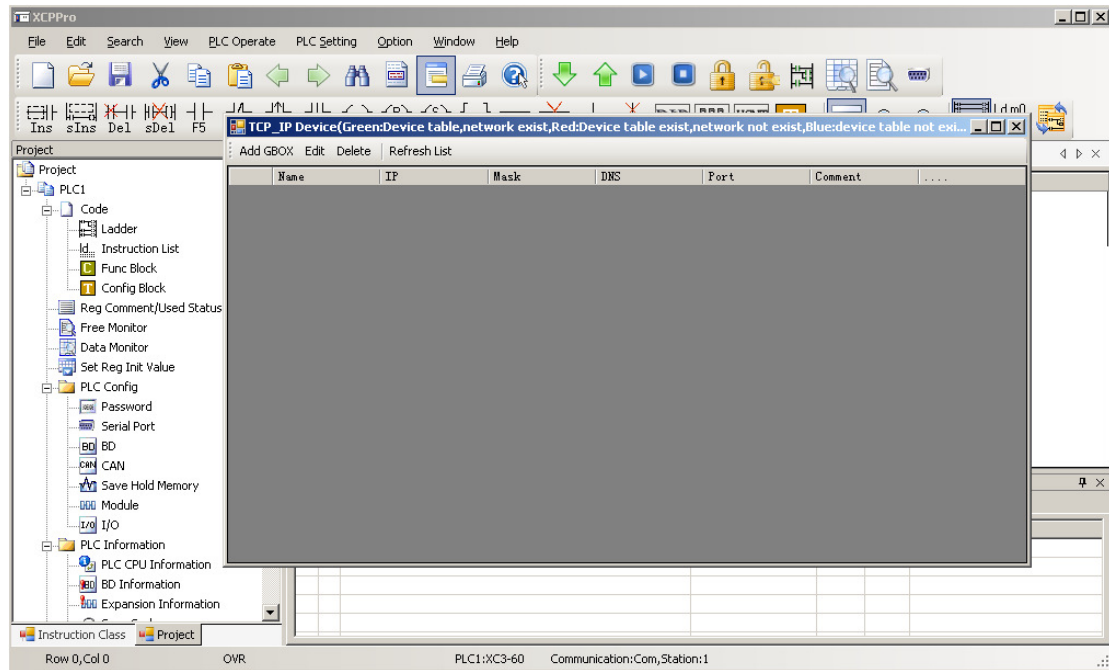 XCPPro
File Edit Search View PLC Operate PLC Setting Option Window Help
Ins sIns Del sDel F5
TCP_IP Device(Green:Device table,network exist,Red:Device table exist,network not exist,Blue:device table not exi...
Project
Add GBOX Edit Delete Refresh List
Name IP Mask DNS Port Comment ....
Project
PLC1
Code
Ladder
Instruction List
Func Block
Config Block
Reg Comment/Used Status
Free Monitor
Data Monitor
Set Reg Init Value
PLC Config
Password
Serial Port
BD BD
CAN CAN
Save Hold Memory
Module
I/O I/O
PLC Information
PLC CPU Information
BD BD Information
Expansion Information
Instruction Class Project
Row 0,Col 0 OVR PLC1:XC3-60 Communication:Com,Station:1